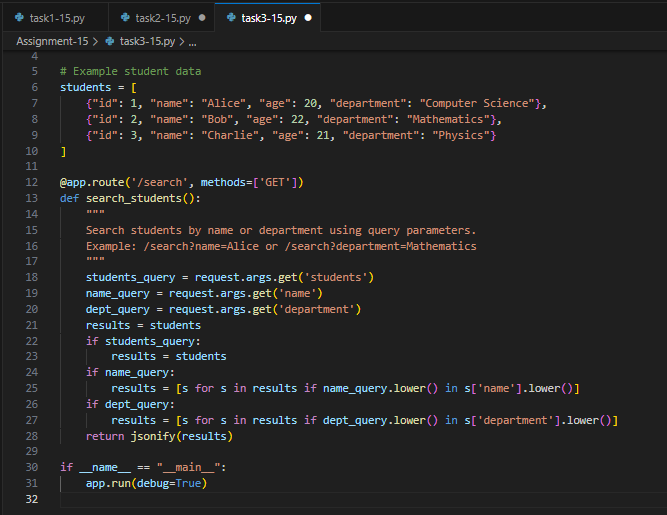 task1-15.py task2-15.py task3-15.py
Assignment-15 > task3-15.py > ...
4
5 # Example student data
6 students = [
7     {"id": 1, "name": "Alice", "age": 20, "department": "Computer Science"},
8     {"id": 2, "name": "Bob", "age": 22, "department": "Mathematics"},
9     {"id": 3, "name": "Charlie", "age": 21, "department": "Physics"}
10 ]
11
12 @app.route('/search', methods=['GET'])
13 def search_students():
14     """
15     Search students by name or department using query parameters.
16     Example: /search?name=Alice or /search?department=Mathematics
17     """
18     students_query = request.args.get('students')
19     name_query = request.args.get('name')
20     dept_query = request.args.get('department')
21     results = students
22     if students_query:
23         results = students
24     if name_query:
25         results = [s for s in results if name_query.lower() in s['name'].lower()]
26     if dept_query:
27         results = [s for s in results if dept_query.lower() in s['department'].lower()]
28     return jsonify(results)
29
30 if __name__ == "__main__":
31     app.run(debug=True)
32